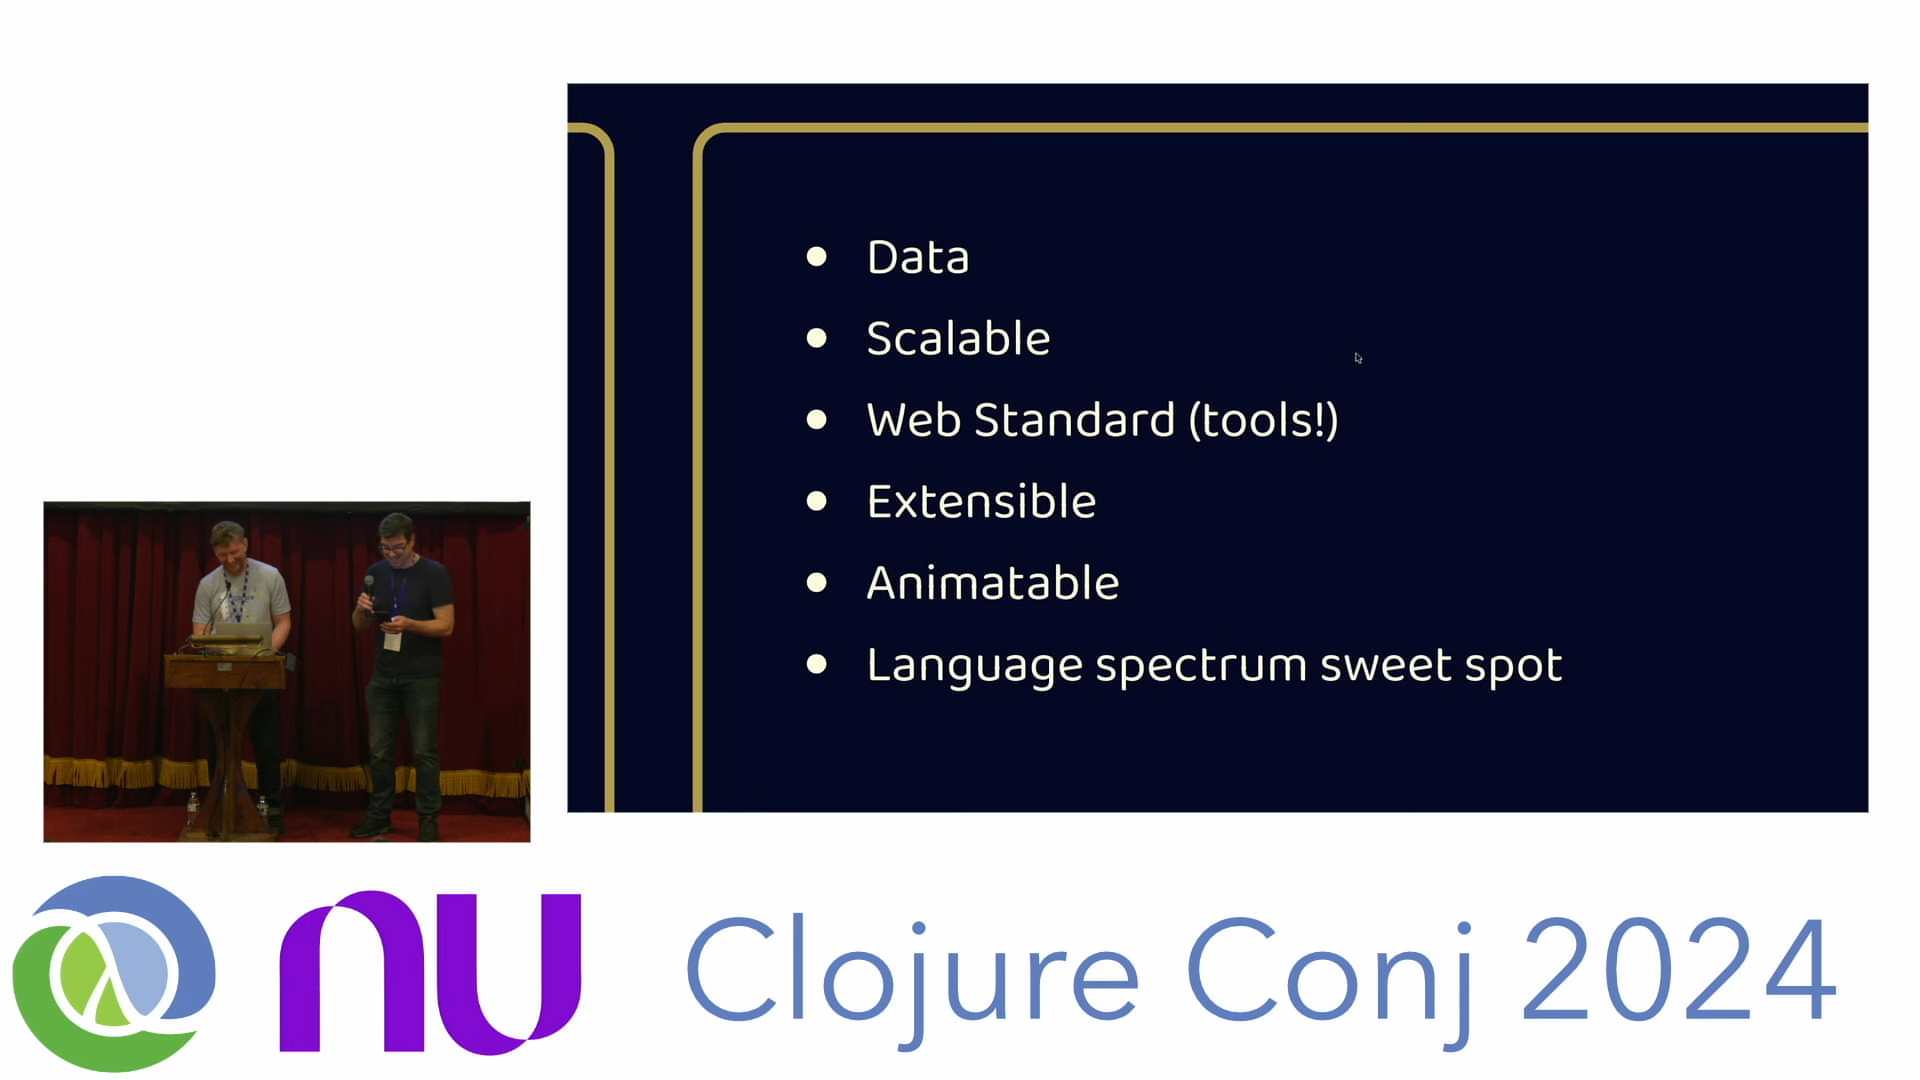 Data
Scalable
Web Standard (tools!)
Extensible
Animatable
Language spectrum sweet spot
nu
Clojure Conj 2024